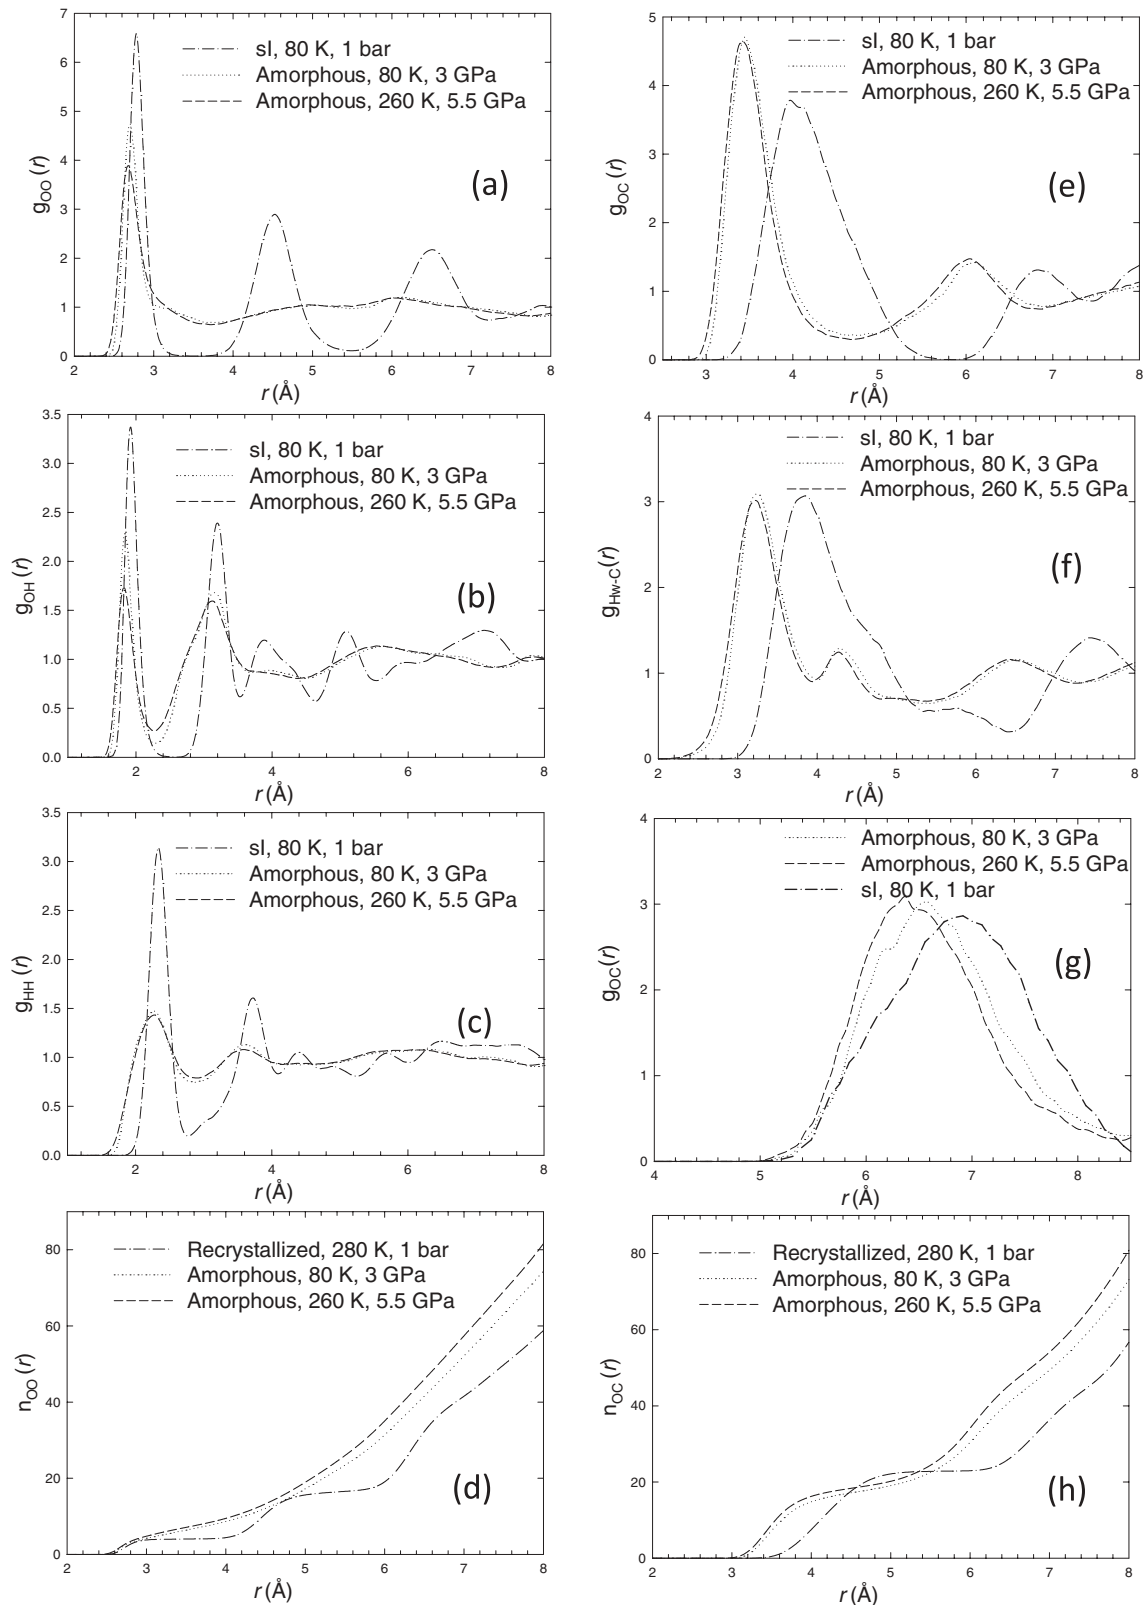 7
6
5
4
3
2
1
0
g_OO (r)
sI, 80 K, 1 bar
Amorphous, 80 K, 3 GPa
Amorphous, 260 K, 5.5 GPa
(a)
2 3 4 5 6 7 8
r (Å)
5
4
3
2
1
0
g_OC (r)
sI, 80 K, 1 bar
Amorphous, 80 K, 3 GPa
Amorphous, 260 K, 5.5 GPa
(e)
3 4 5 6 7 8
r (Å)
3.5
3.0
2.5
2.0
1.5
1.0
0.5
0.0
g_OH (r)
sI, 80 K, 1 bar
Amorphous, 80 K, 3 GPa
Amorphous, 260 K, 5.5 GPa
(b)
2 4 6 8
r (Å)
4
3
2
1
0
g_Hw-C (r)
sI, 80 K, 1 bar
Amorphous, 80 K, 3 GPa
Amorphous, 260 K, 5.5 GPa
(f)
2 3 4 5 6 7 8
r (Å)
3.5
3.0
2.5
2.0
1.5
1.0
0.5
0.0
g_HH (r)
sI, 80 K, 1 bar
Amorphous, 80 K, 3 GPa
Amorphous, 260 K, 5.5 GPa
(c)
2 4 6 8
r (Å)
4
3
2
1
0
g_OC (r)
Amorphous, 80 K, 3 GPa
Amorphous, 260 K, 5.5 GPa
sI, 80 K, 1 bar
(g)
4 5 6 7 8
r (Å)
80
60
40
20
0
n_OO (r)
Recrystallized, 280 K, 1 bar
Amorphous, 80 K, 3 GPa
Amorphous, 260 K, 5.5 GPa
(d)
2 3 4 5 6 7 8
r (Å)
80
60
40
20
0
n_OC (r)
Recrystallized, 280 K, 1 bar
Amorphous, 80 K, 3 GPa
Amorphous, 260 K, 5.5 GPa
(h)
2 3 4 5 6 7 8
r (Å)